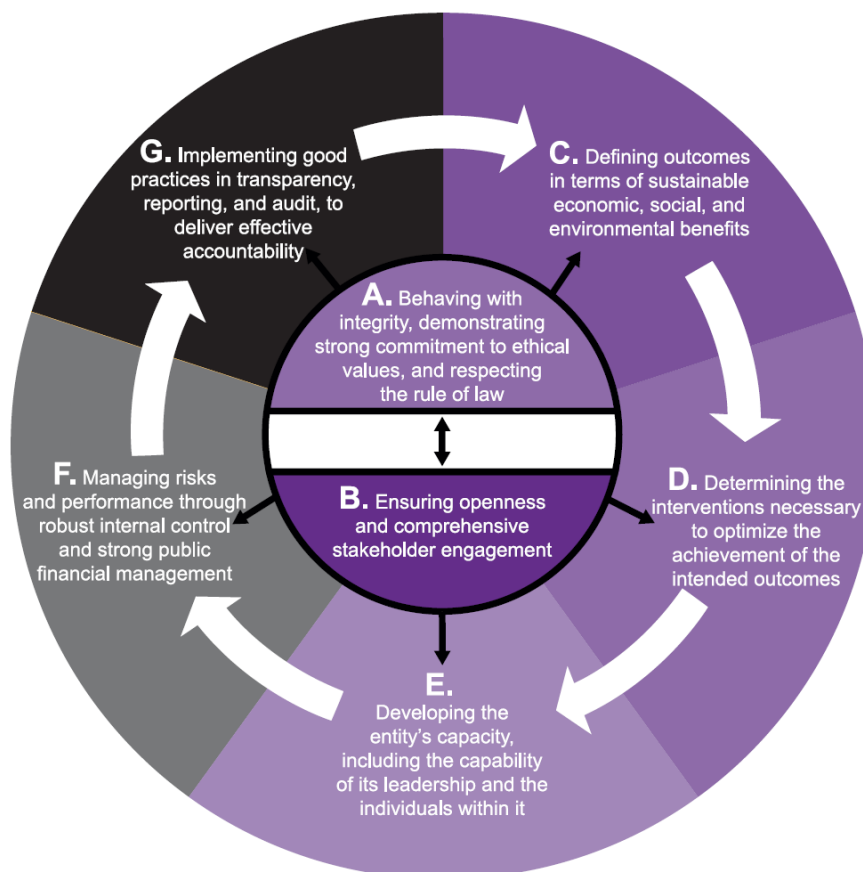 A. Behaving with
integrity, demonstrating
strong commitment to ethical
values, and respecting
the rule of law
B. Ensuring openness
and comprehensive
stakeholder engagement
C. Defining outcomes
in terms of sustainable
economic, social, and
environmental benefits
D. Determining the
interventions necessary
to optimize the
achievement of the
intended outcomes
E.
Developing the
entity's capacity,
including the capability
of its leadership and the
individuals within it
F. Managing risks
and performance through
robust internal control
and strong public
financial management
G. Implementing good
practices in transparency,
reporting, and audit, to
deliver effective
accountability